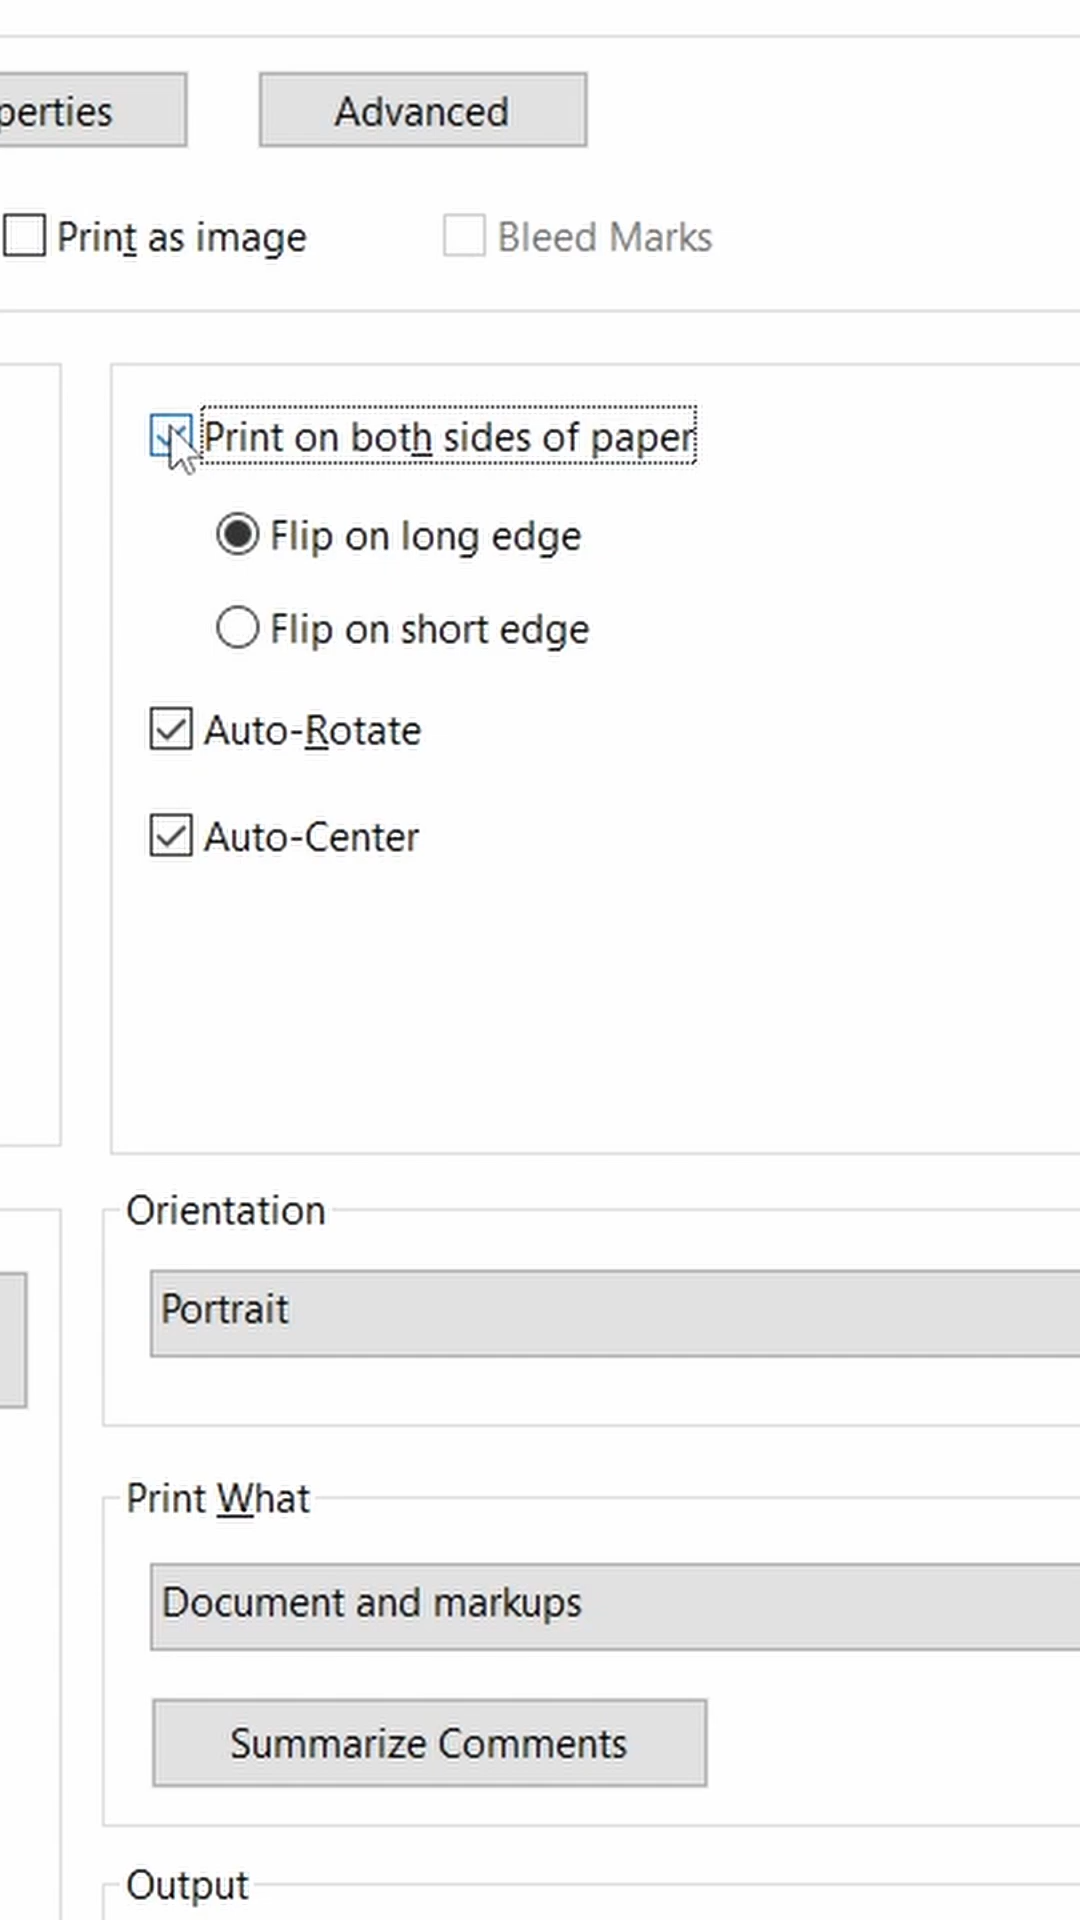 perties
Advanced
Print as image
Bleed Marks
Print on both sides of paper
Flip on long edge
Flip on short edge
Auto-Rotate
Auto-Center
Orientation
Portrait
Print What
Document and markups
Summarize Comments
Output